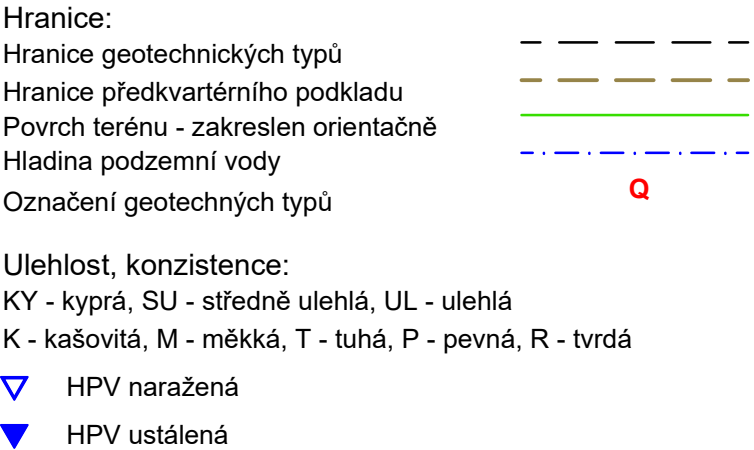 Hranice:
Hranice geotechnických typů
Hranice předkvartérního podkladu
Povrch terénu - zakreslen orientačně
Hladina podzemní vody
Označení geotechných typů Q
Ulehlost, konzistence:
KY - kyprá, SU - středně ulehlá, UL - ulehlá
K - kašovitá, M - měkká, T - tuhá, P - pevná, R - tvrdá
HPV naražená
HPV ustálená